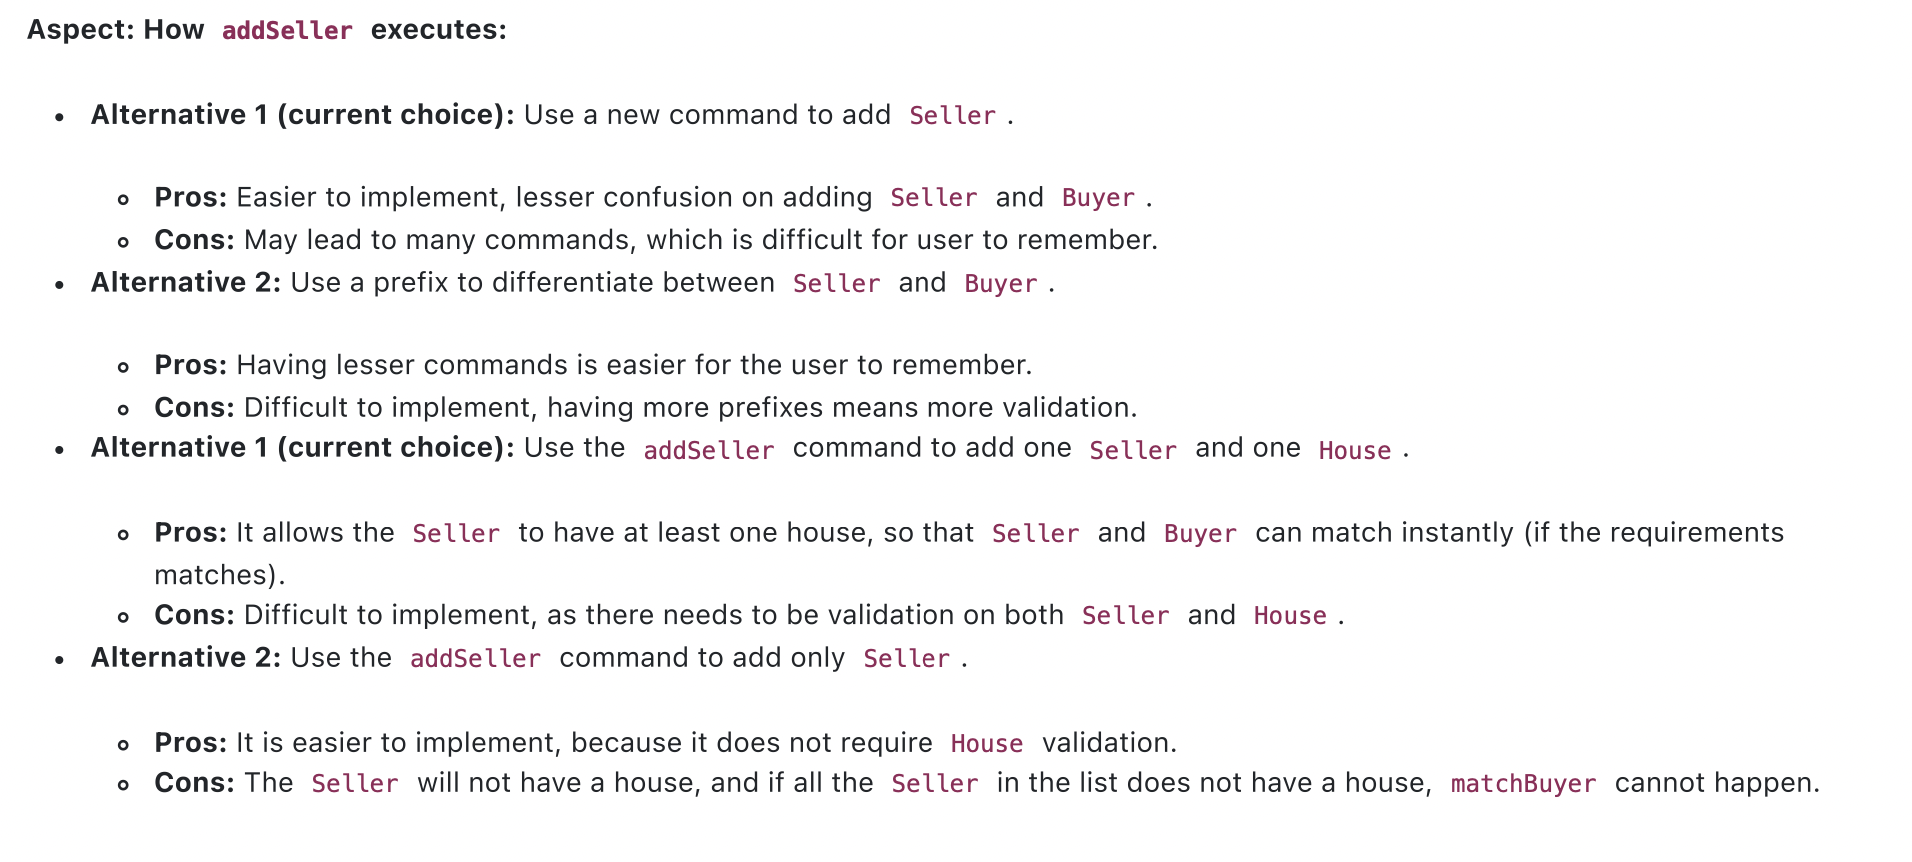 Aspect: How addSeller executes:
• Alternative 1 (current choice): Use a new command to add Seller .
◦ Pros: Easier to implement, lesser confusion on adding Seller and Buyer .
◦ Cons: May lead to many commands, which is difficult for user to remember.
• Alternative 2: Use a prefix to differentiate between Seller and Buyer .
◦ Pros: Having lesser commands is easier for the user to remember.
◦ Cons: Difficult to implement, having more prefixes means more validation.
• Alternative 1 (current choice): Use the addSeller command to add one Seller and one House .
◦ Pros: It allows the Seller to have at least one house, so that Seller and Buyer can match instantly (if the requirements
matches).
◦ Cons: Difficult to implement, as there needs to be validation on both Seller and House .
• Alternative 2: Use the addSeller command to add only Seller .
◦ Pros: It is easier to implement, because it does not require House validation.
◦ Cons: The Seller will not have a house, and if all the Seller in the list does not have a house, matchBuyer cannot happen.